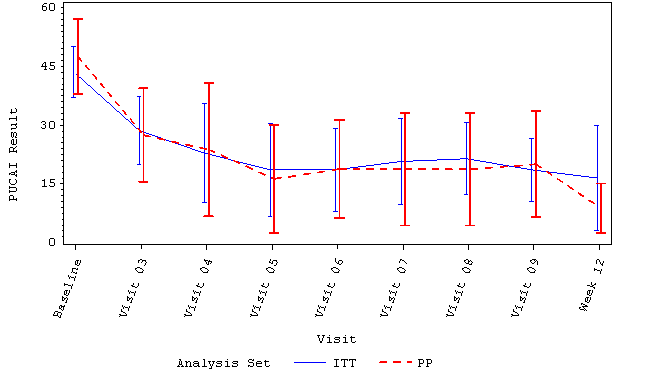 60
45
30
15
0
PUCAI Result
Baseline
Visit 03
Visit 04
Visit 05
Visit 06
Visit 07
Visit 08
Visit 09
Week 12
Visit
Analysis Set ITT PP